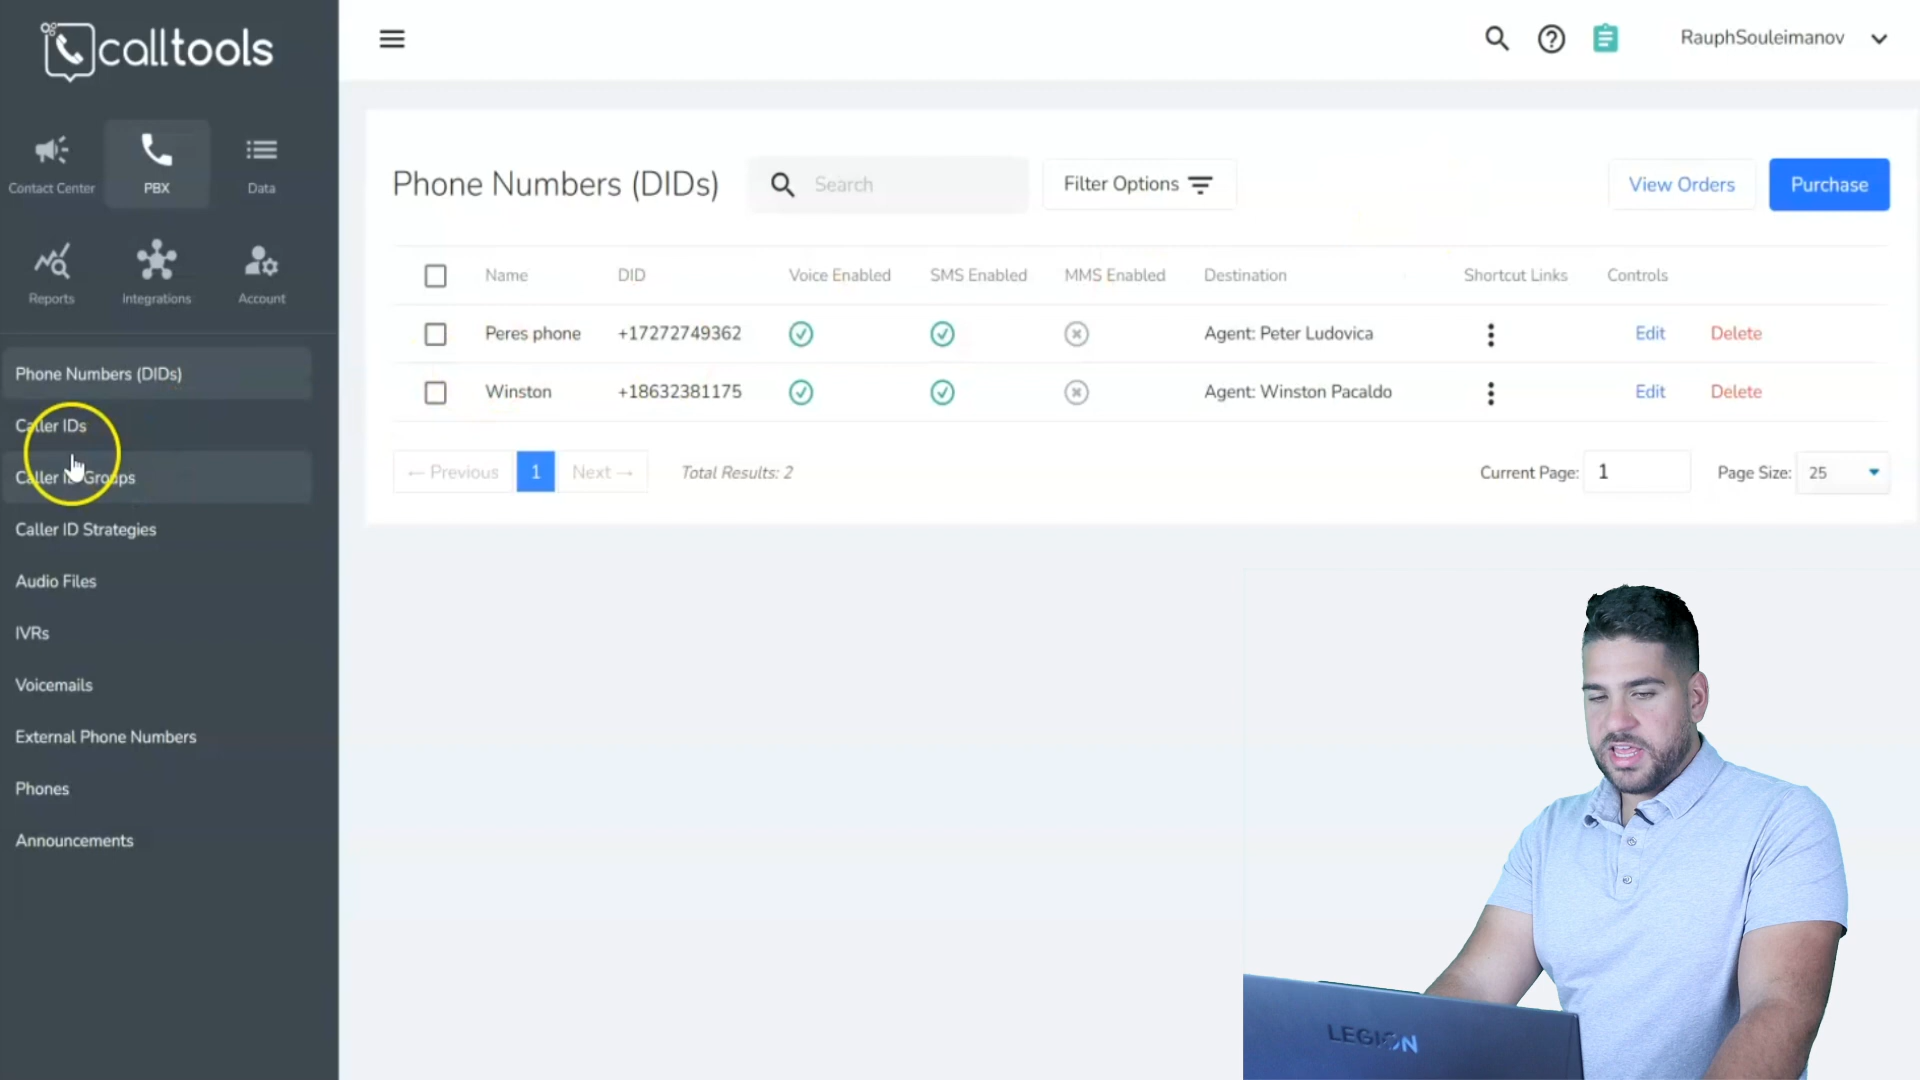 calltools
RauphSouleimanov
Contact Center
PBX
Data
Reports
Integrations
Account
Phone Numbers (DIDs)
Caller IDs
Caller ID Groups
Caller ID Strategies
Audio Files
IVRs
Voicemails
External Phone Numbers
Phones
Announcements
Phone Numbers (DIDs)
Search
Filter Options
View Orders
Purchase
Name DID Voice Enabled SMS Enabled MMS Enabled Destination Shortcut Links Controls
Peres phone +17272749362 Agent: Peter Ludovica Edit Delete
Winston +18632381175 Agent: Winston Pacaldo Edit Delete
← Previous 1 Next → Total Results: 2 Current Page: 1 Page Size: 25
LEGION